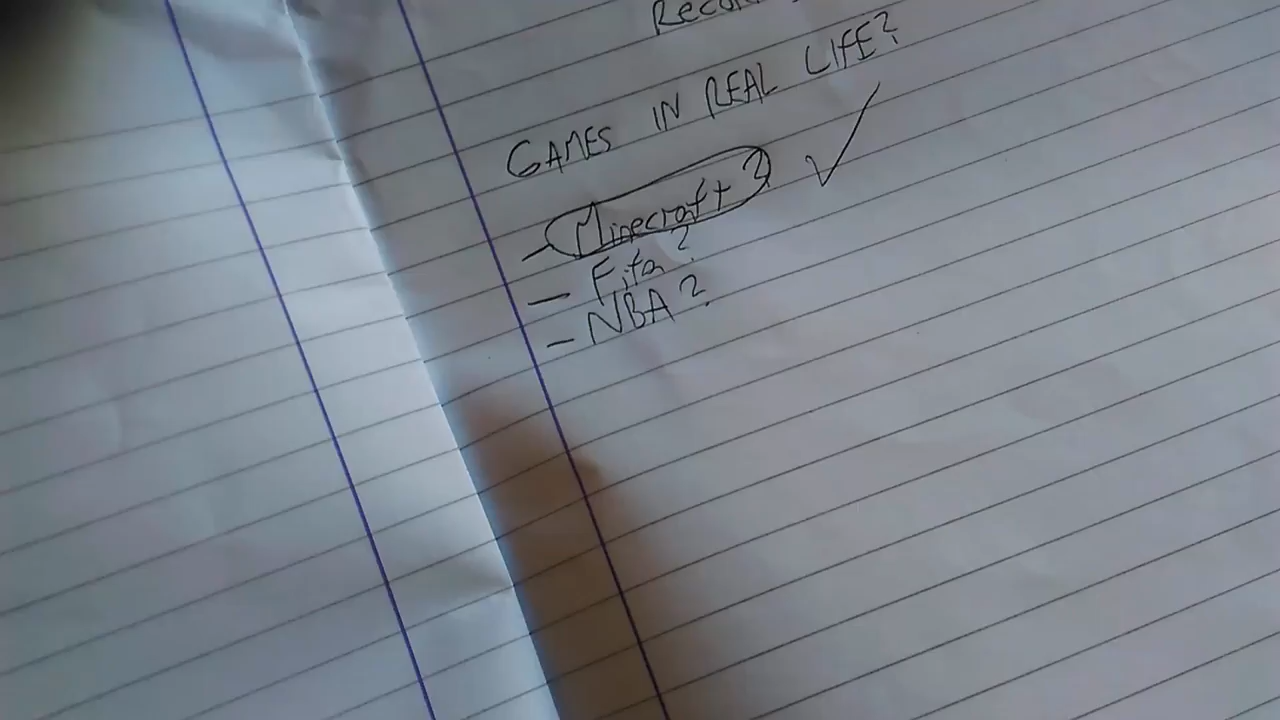 GAMES IN REAL LIFE?
- Minecraft?
- Fifa?
- NBA?